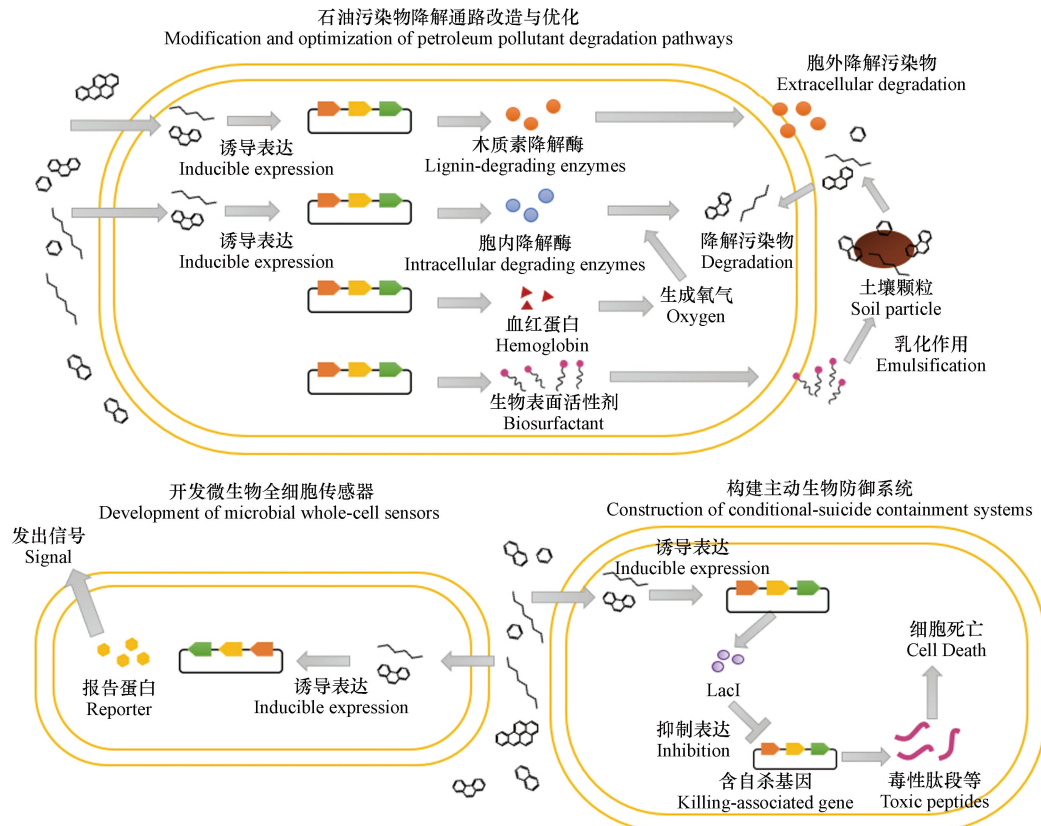 石油污染物降解通路改造与优化
Modification and optimization of petroleum pollutant degradation pathways
胞外降解污染物
Extracellular degradation
诱导表达
Inducible expression
木质素降解酶
Lignin-degrading enzymes
诱导表达
Inducible expression
胞内降解酶
Intracellular degrading enzymes
降解污染物
Degradation
血红蛋白
Hemoglobin
生成氧气
Oxygen
土壤颗粒
Soil particle
乳化作用
Emulsification
生物表面活性剂
Biosurfactant
开发微生物全细胞传感器
Development of microbial whole-cell sensors
发出信号
Signal
报告蛋白
Reporter
诱导表达
Inducible expression
构建主动生物防御系统
Construction of conditional-suicide containment systems
诱导表达
Inducible expression
LacI
细胞死亡
Cell Death
抑制表达
Inhibition
含自杀基因
Killing-associated gene
毒性肽段等
Toxic peptides